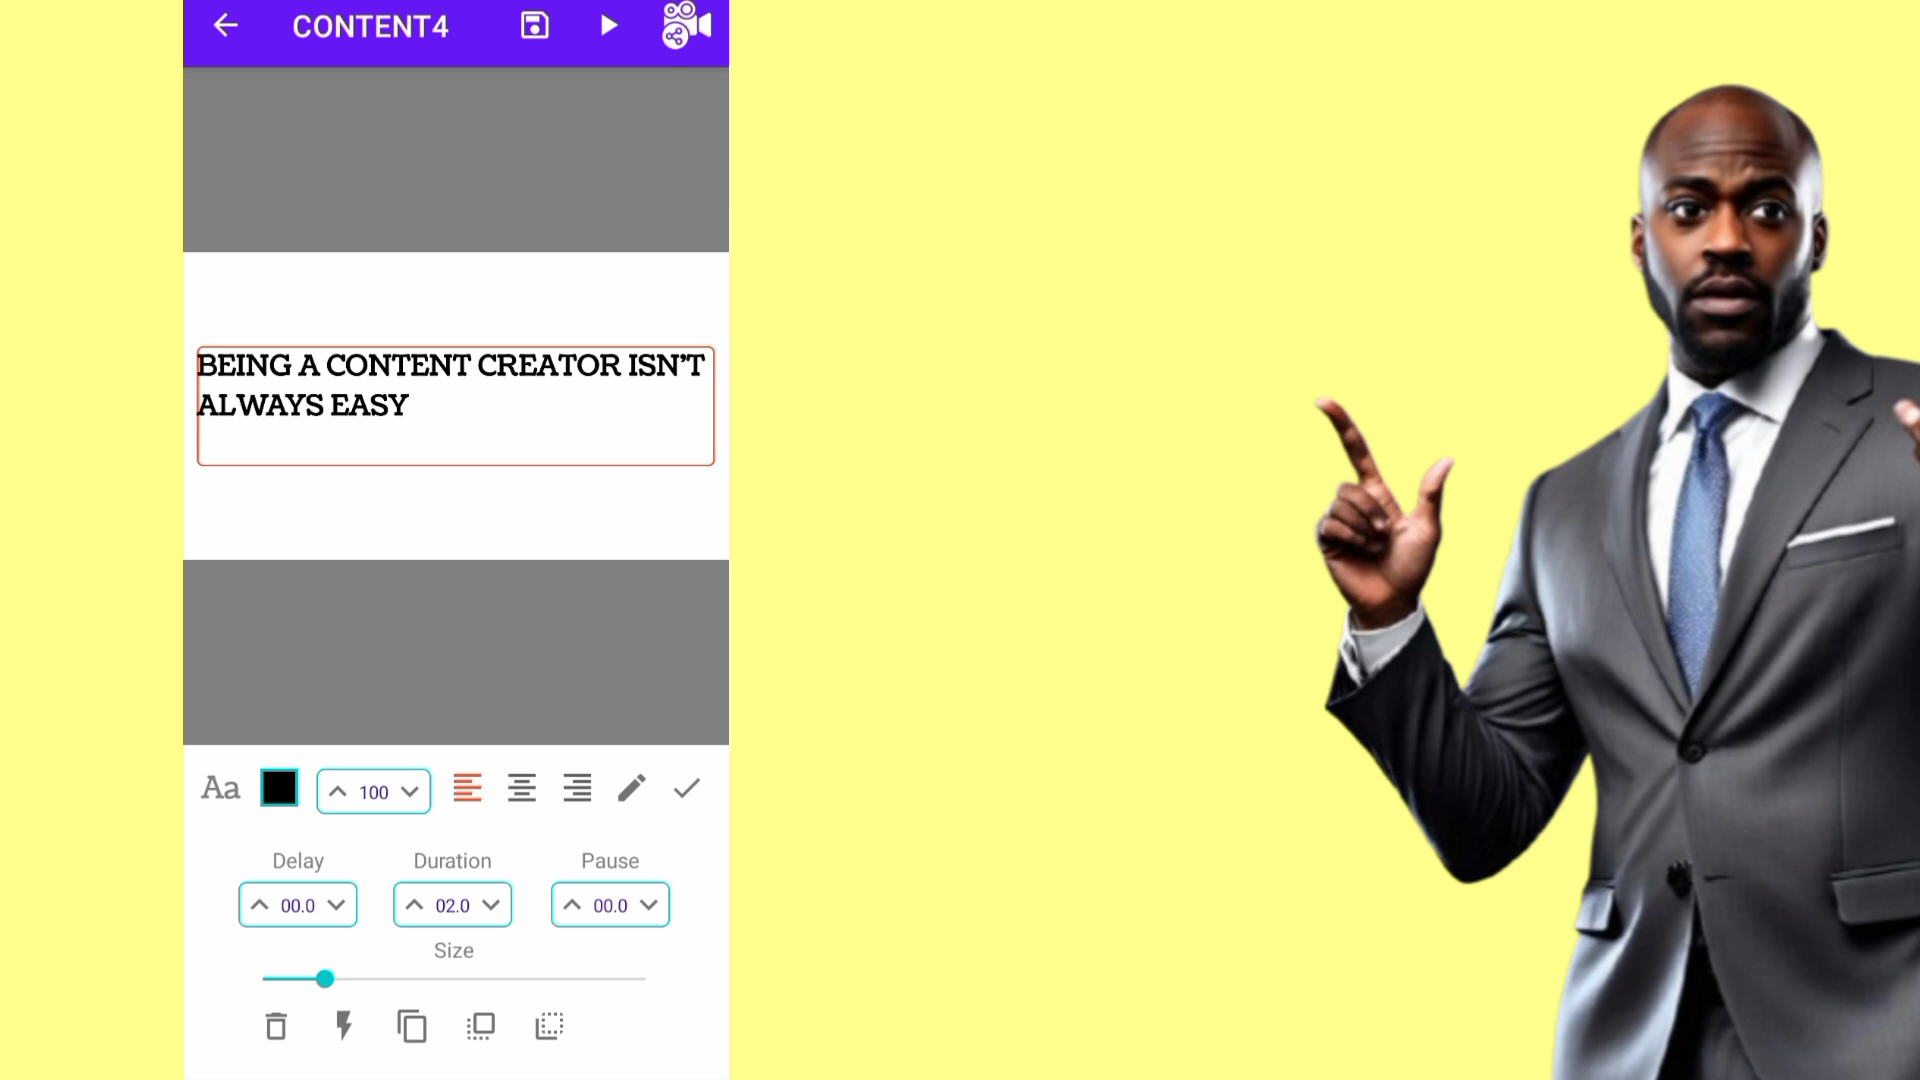 CONTENT4
BEING A CONTENT CREATOR ISN'T
ALWAYS EASY
Aa
100
Delay
Duration
Pause
00.0
02.0
00.0
Size